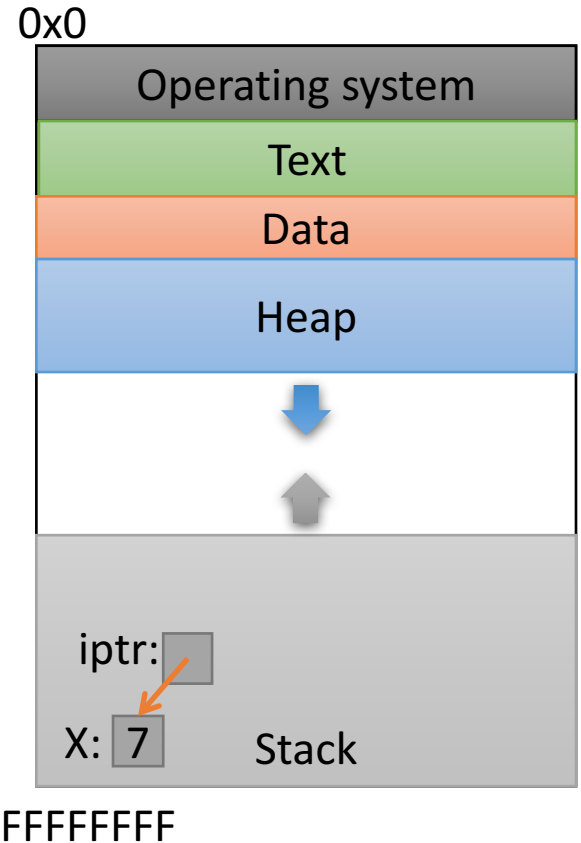 0x0
Operating system
Text
Data
Heap
iptr:
X: 7
Stack
FFFFFFFF